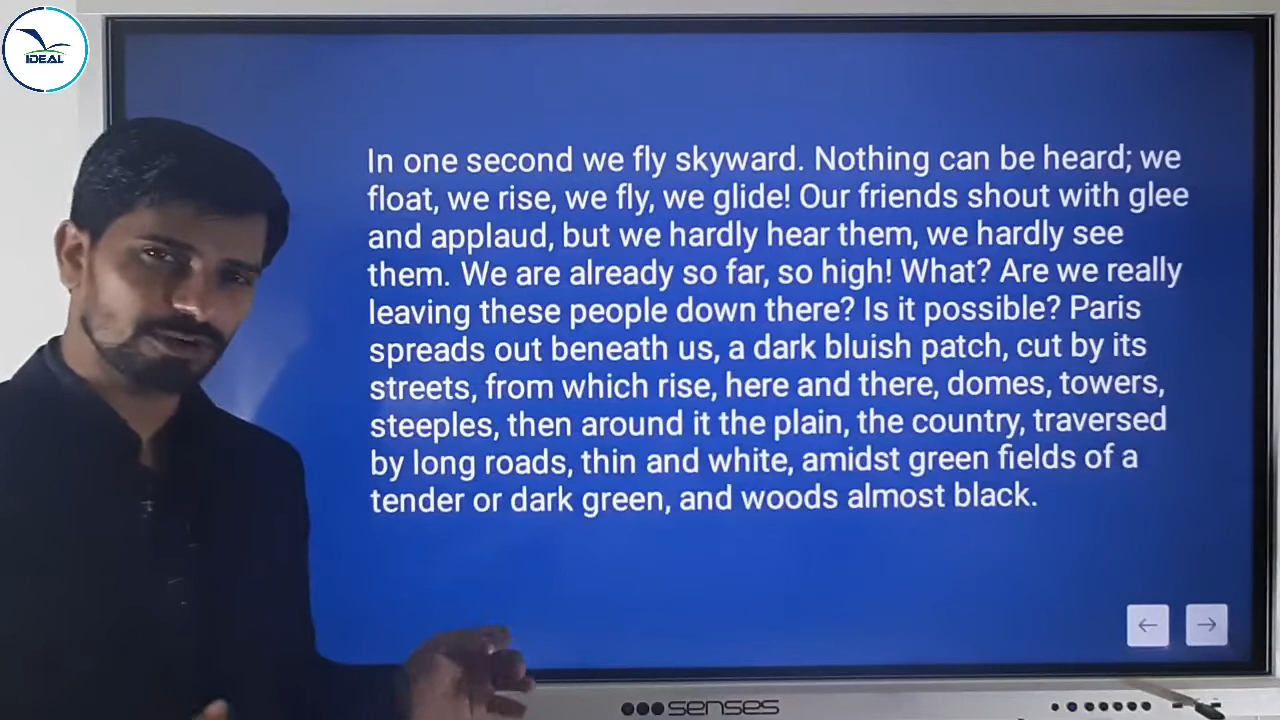 IDEAL
In one second we fly skyward. Nothing can be heard; we
float, we rise, we fly, we glide! Our friends shout with glee
and applaud, but we hardly hear them, we hardly see
them. We are already so far, so high! What? Are we really
leaving these people down there? Is it possible? Paris
spreads out beneath us, a dark bluish patch, cut by its
streets, from which rise, here and there, domes, towers,
steeples, then around it the plain, the country, traversed
by long roads, thin and white, amidst green fields of a
tender or dark green, and woods almost black.
senses